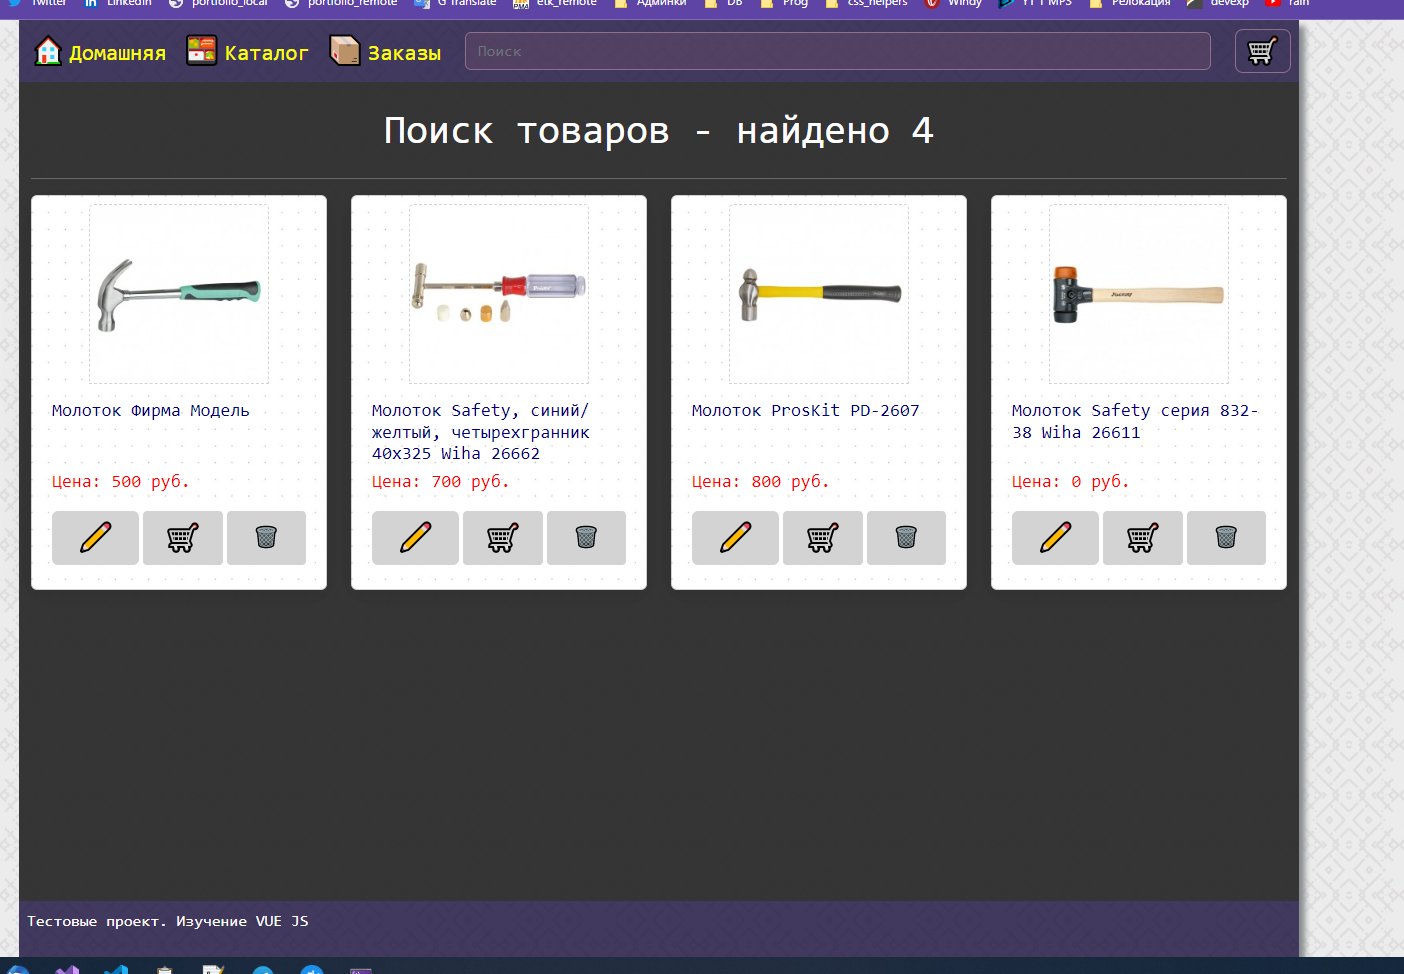 Twitter LinkedIn portfolio_local portfolio_remote G Translate etk_remote Админки DB Prog css_helpers Windy YT T MP3 Релокация devexp rain
Домашняя Каталог Заказы Поиск
Поиск товаров - найдено 4
Молоток Фирма Модель
Цена: 500 руб.
Молоток Safety, синий/
желтый, четырехгранник
40x325 Wiha 26662
Цена: 700 руб.
Молоток ProsKit PD-2607
Цена: 800 руб.
Молоток Safety серия 832-
38 Wiha 26611
Цена: 0 руб.
Тестовые проект. Изучение VUE JS